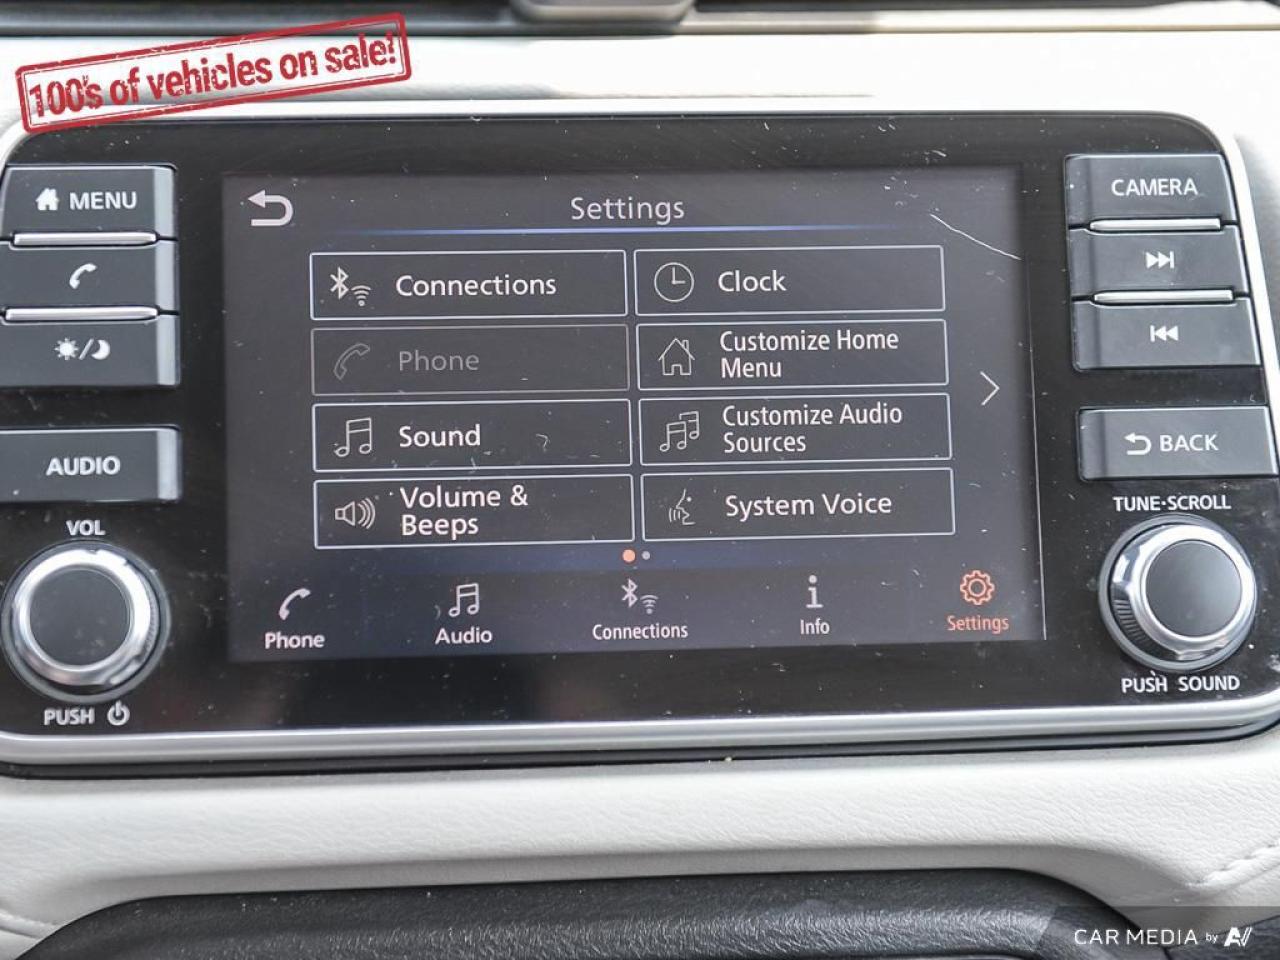 100's of vehicles on sale!
MENU
CAMERA
Settings
Connections
Clock
Phone
Customize Home
Menu
Sound
Customize Audio
Sources
Volume &
Beeps
System Voice
AUDIO
BACK
VOL
TUNE·SCROLL
Phone
Audio
Connections
Info
Settings
PUSH
PUSH SOUND
CAR MEDIA by AV